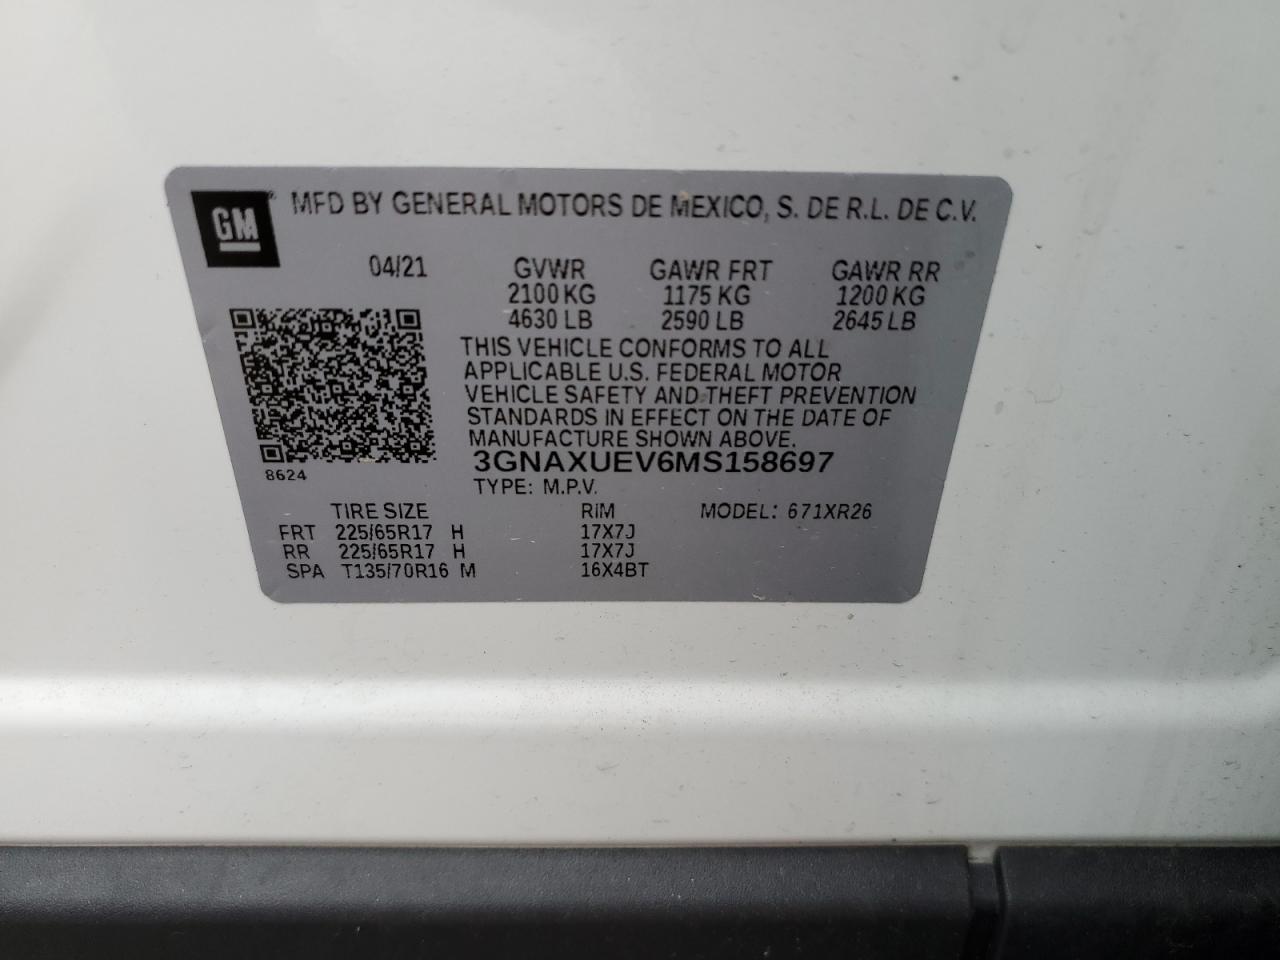 GM MFD BY GENERAL MOTORS DE MEXICO, S. DE R.L. DE C.V.
04/21 GVWR GAWR FRT GAWR RR
2100 KG 1175 KG 1200 KG
4630 LB 2590 LB 2645 LB
THIS VEHICLE CONFORMS TO ALL
APPLICABLE U.S. FEDERAL MOTOR
VEHICLE SAFETY AND THEFT PREVENTION
STANDARDS IN EFFECT ON THE DATE OF
MANUFACTURE SHOWN ABOVE.
3GNAXUEV6MS158697
8624
TYPE: M.P.V.
TIRE SIZE RIM MODEL: 671XR26
FRT 225/65R17 H 17X7J
RR 225/65R17 H 17X7J
SPA T135/70R16 M 16X4BT